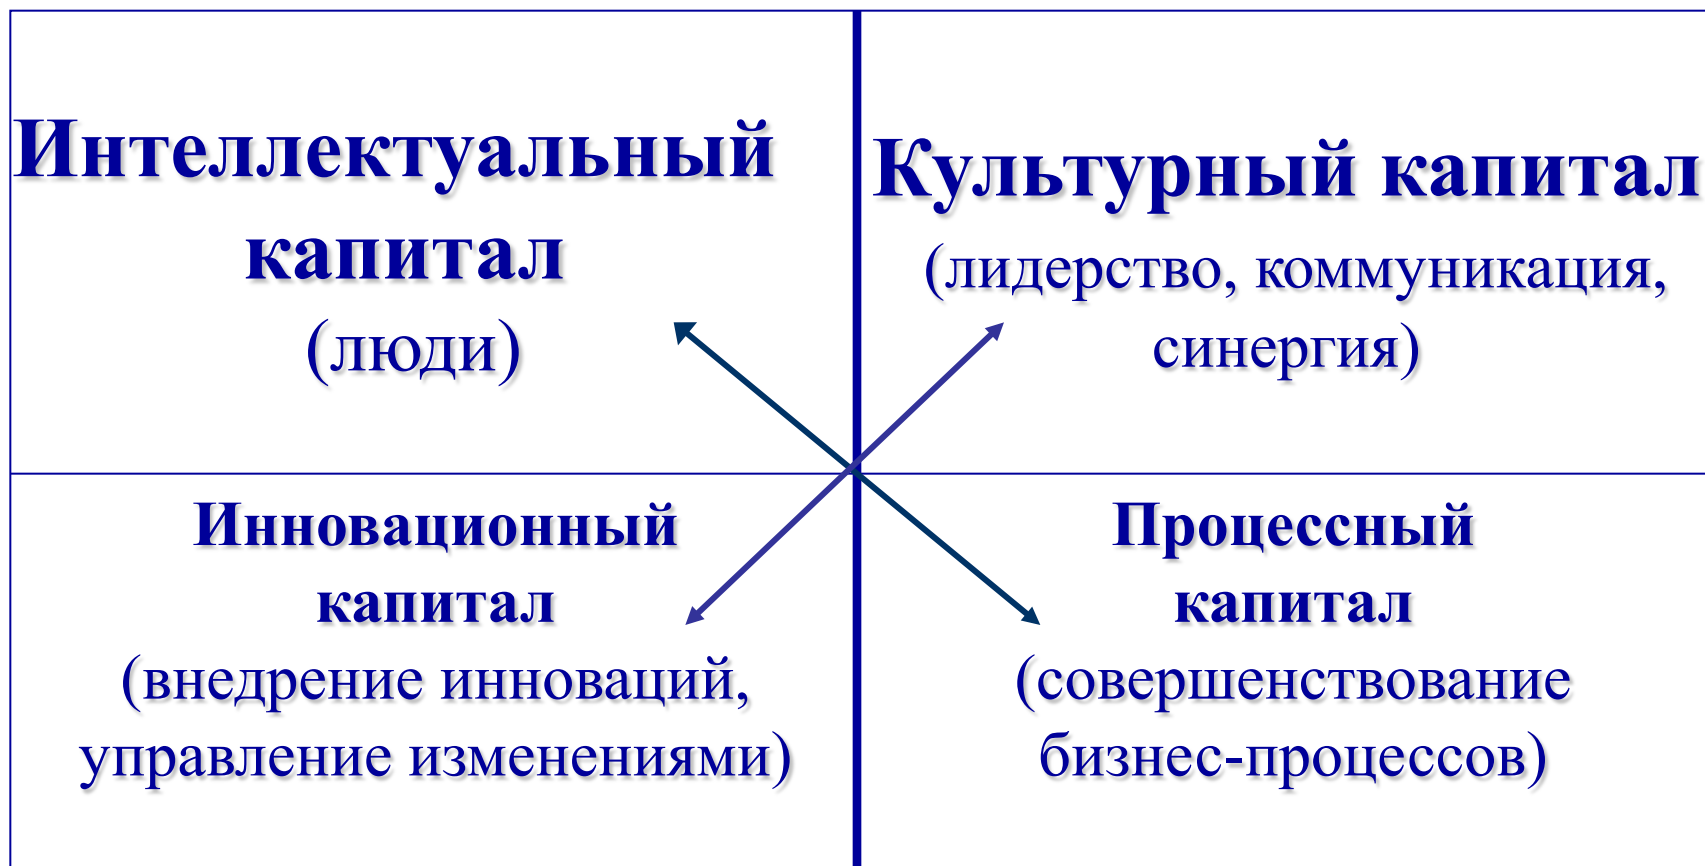 Интеллектуальный
капитал
(люди)
Культурный капитал
(лидерство, коммуникация,
синергия)
Инновационный
капитал
(внедрение инноваций,
управление изменениями)
Процессный
капитал
(совершенствование
бизнес-процессов)